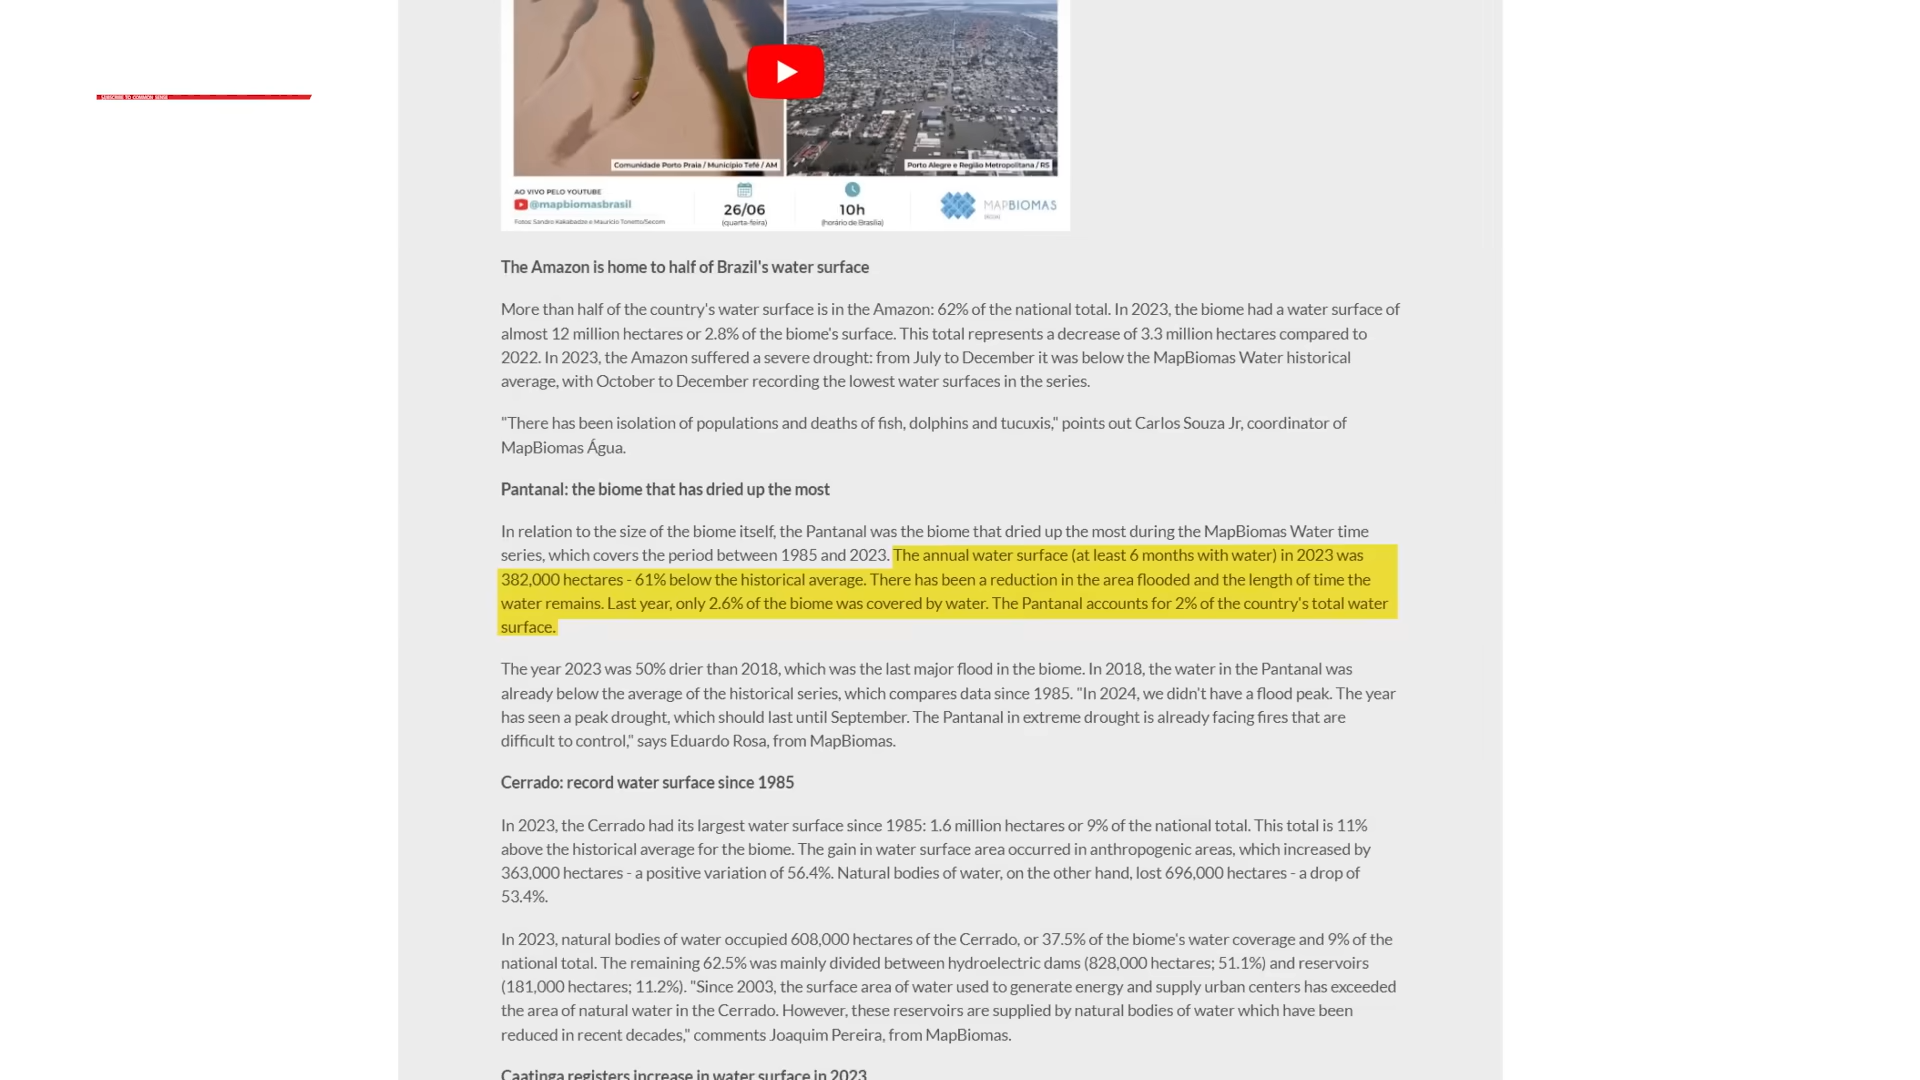 SUBSCRIBE TO COMMON SENSE
Comunidade Porto Praia / Município Tefé / AM
Porto Alegre e Região Metropolitana / RS
AO VIVO PELO YOUTUBE
@mapbiomasbrasil
Fotos: Sandro Kakabadze e Mauricio Tonetto/Secom
26/06
(quarta-feira)
10h
(horário de Brasília)
MAPBIOMAS
BRASIL
The Amazon is home to half of Brazil's water surface
More than half of the country's water surface is in the Amazon: 62% of the national total. In 2023, the biome had a water surface of
almost 12 million hectares or 2.8% of the biome's surface. This total represents a decrease of 3.3 million hectares compared to
2022. In 2023, the Amazon suffered a severe drought: from July to December it was below the MapBiomas Water historical
average, with October to December recording the lowest water surfaces in the series.
"There has been isolation of populations and deaths of fish, dolphins and tucuxis," points out Carlos Souza Jr, coordinator of
MapBiomas Água.
Pantanal: the biome that has dried up the most
In relation to the size of the biome itself, the Pantanal was the biome that dried up the most during the MapBiomas Water time
series, which covers the period between 1985 and 2023. The annual water surface (at least 6 months with water) in 2023 was
382,000 hectares - 61% below the historical average. There has been a reduction in the area flooded and the length of time the
water remains. Last year, only 2.6% of the biome was covered by water. The Pantanal accounts for 2% of the country's total water
surface.
The year 2023 was 50% drier than 2018, which was the last major flood in the biome. In 2018, the water in the Pantanal was
already below the average of the historical series, which compares data since 1985. "In 2024, we didn't have a flood peak. The year
has seen a peak drought, which should last until September. The Pantanal in extreme drought is already facing fires that are
difficult to control," says Eduardo Rosa, from MapBiomas.
Cerrado: record water surface since 1985
In 2023, the Cerrado had its largest water surface since 1985: 1.6 million hectares or 9% of the national total. This total is 11%
above the historical average for the biome. The gain in water surface area occurred in anthropogenic areas, which increased by
363,000 hectares - a positive variation of 56.4%. Natural bodies of water, on the other hand, lost 696,000 hectares - a drop of
53.4%.
In 2023, natural bodies of water occupied 608,000 hectares of the Cerrado, or 37.5% of the biome's water coverage and 9% of the
national total. The remaining 62.5% was mainly divided between hydroelectric dams (828,000 hectares; 51.1%) and reservoirs
(181,000 hectares; 11.2%). "Since 2003, the surface area of water used to generate energy and supply urban centers has exceeded
the area of natural water in the Cerrado. However, these reservoirs are supplied by natural bodies of water which have been
reduced in recent decades," comments Joaquim Pereira, from MapBiomas.
Caatinga registers increase in water surface in 2023